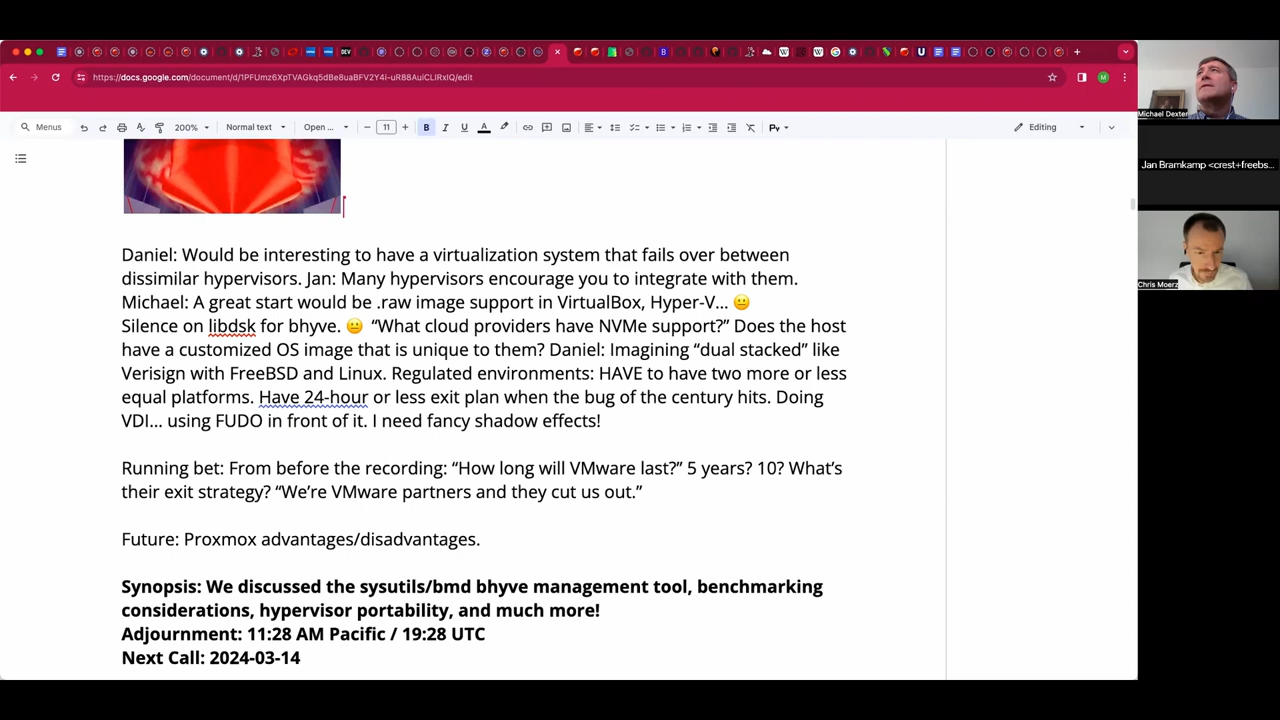 DEV
https://docs.google.com/document/d/1PFUmz6XpTVAGkq5dBe8uaBFV2Y4i-uR88AuiCLlRxIQ/edit
M
Menus 200% Normal text Open ... 11 B I U A Editing
Daniel: Would be interesting to have a virtualization system that fails over between
dissimilar hypervisors. Jan: Many hypervisors encourage you to integrate with them.
Michael: A great start would be .raw image support in VirtualBox, Hyper-V… 😐
Silence on libdsk for bhyve. 😐 “What cloud providers have NVMe support?” Does the host
have a customized OS image that is unique to them? Daniel: Imagining “dual stacked” like
Verisign with FreeBSD and Linux. Regulated environments: HAVE to have two more or less
equal platforms. Have 24-hour or less exit plan when the bug of the century hits. Doing
VDI… using FUDO in front of it. I need fancy shadow effects!
Running bet: From before the recording: “How long will VMware last?” 5 years? 10? What’s
their exit strategy? “We’re VMware partners and they cut us out.”
Future: Proxmox advantages/disadvantages.
Synopsis: We discussed the sysutils/bmd bhyve management tool, benchmarking
considerations, hypervisor portability, and much more!
Adjournment: 11:28 AM Pacific / 19:28 UTC
Next Call: 2024-03-14
Michael Dexter
Jan Bramkamp <crest+freebs...
Chris Moerz